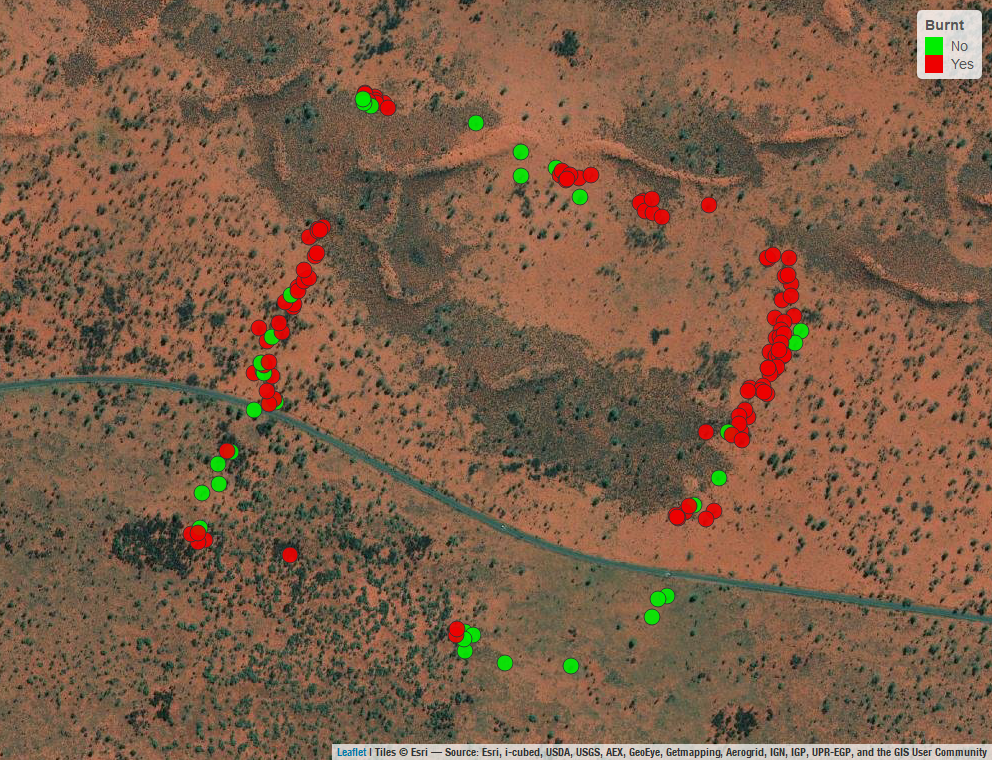 Burnt
No
Yes
Leaflet | Tiles © Esri — Source: Esri, i-cubed, USDA, USGS, AEX, GeoEye, Getmapping, Aerogrid, IGN, IGP, UPR-EGP, and the GIS User Community